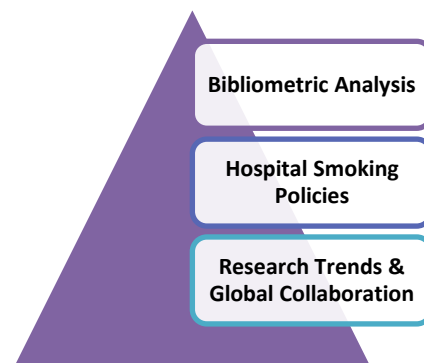 Bibliometric Analysis
Hospital Smoking
Policies
Research Trends &
Global Collaboration